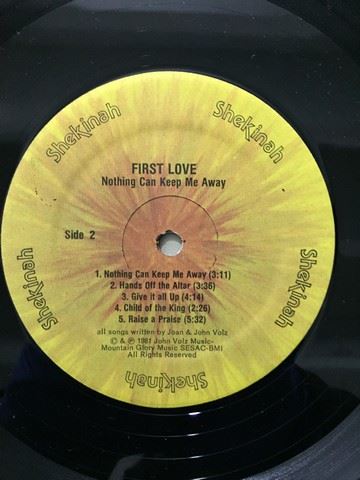 Shekinah
Shekinah
FIRST LOVE
Nothing Can Keep Me Away
Side 2
1. Nothing Can Keep Me Away (3:11)
2. Hands Off the Altar (3:36)
3. Give it all Up (4:14)
4. Child of the King (2:26)
5. Raise a Praise (5:32)
all songs written by Joan & John Volz
© & ℗ 1981 John Volz Music-
Mountain Glory Music SESAC-BMI
All Rights Reserved
Shekinah
Shekinah
Shekinah